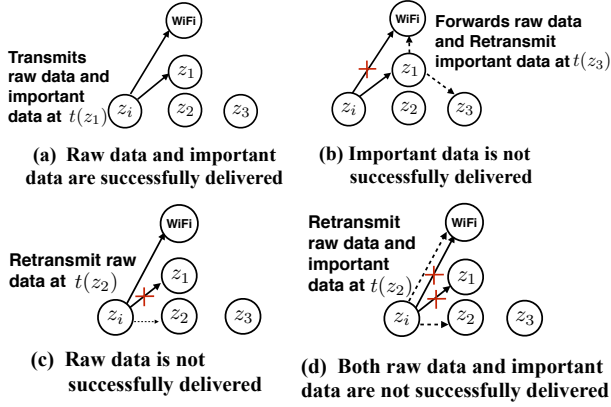 WiFi
Transmits
raw data and
important
data at t(z₁)
z₁
zᵢ
z₂
z₃
(a) Raw data and important
data are successfully delivered
WiFi
Forwards raw data
and Retransmit
important data at t(z₃)
z₁
zᵢ
z₂
z₃
(b) Important data is not
successfully delivered
WiFi
Retransmit raw
data at t(z₂)
z₁
zᵢ
z₂
z₃
(c) Raw data is not
successfully delivered
Retransmit
raw data and
important
data at t(z₂)
WiFi
z₁
zᵢ
z₂
z₃
(d) Both raw data and important
data are not successfully delivered